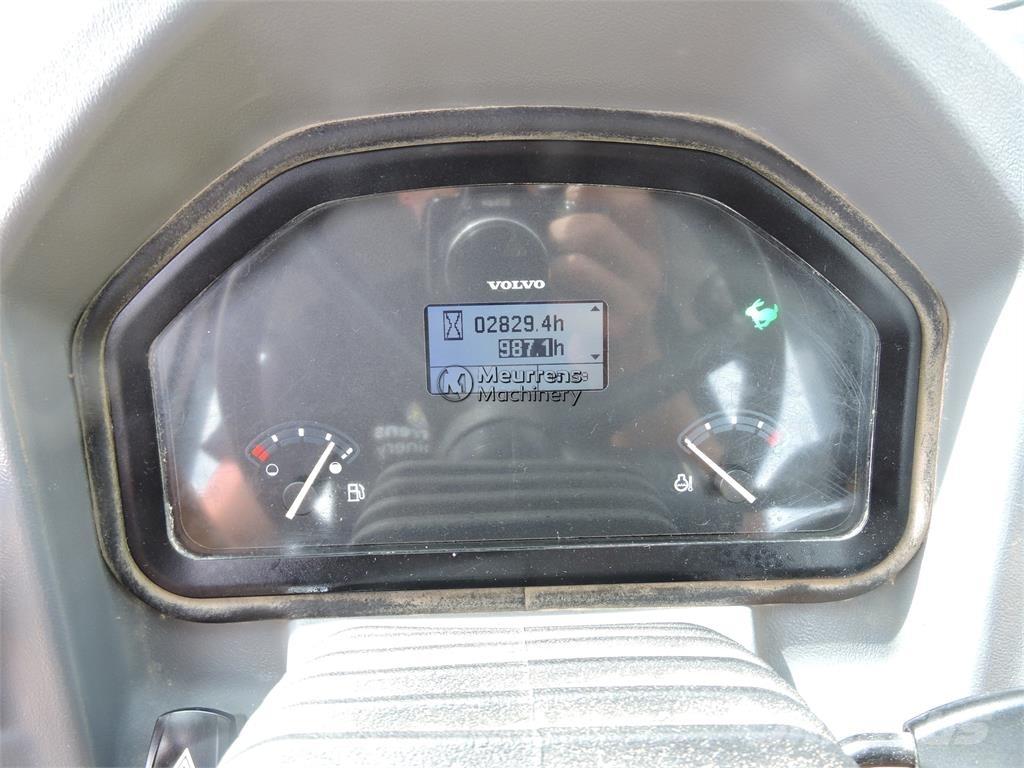 VOLVO
02829.4h
987.1h
Meurrens
Machinery